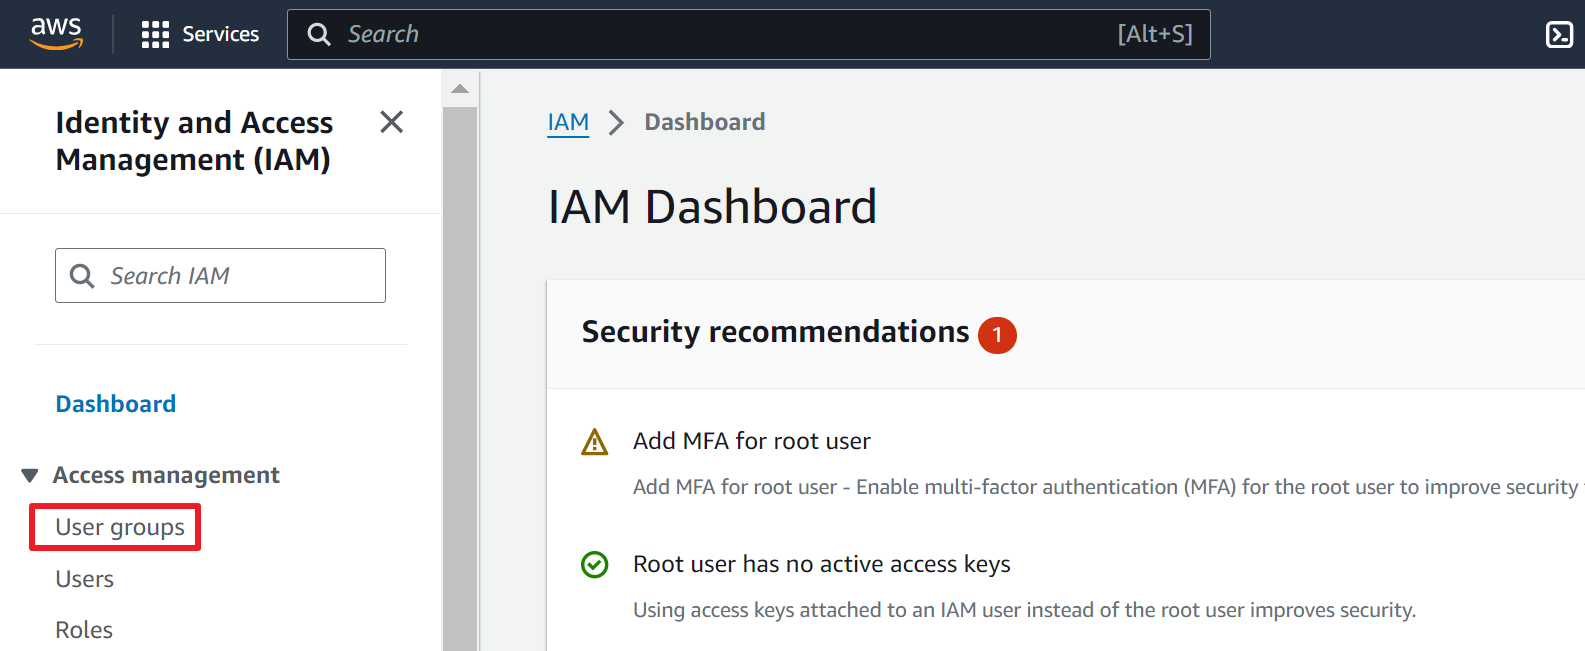 aws
Services
Search
[Alt+S]
Identity and Access
Management (IAM)
Search IAM
Dashboard
Access management
User groups
Users
Roles
IAM
Dashboard
IAM Dashboard
Security recommendations 1
Add MFA for root user
Add MFA for root user - Enable multi-factor authentication (MFA) for the root user to improve security
Root user has no active access keys
Using access keys attached to an IAM user instead of the root user improves security.